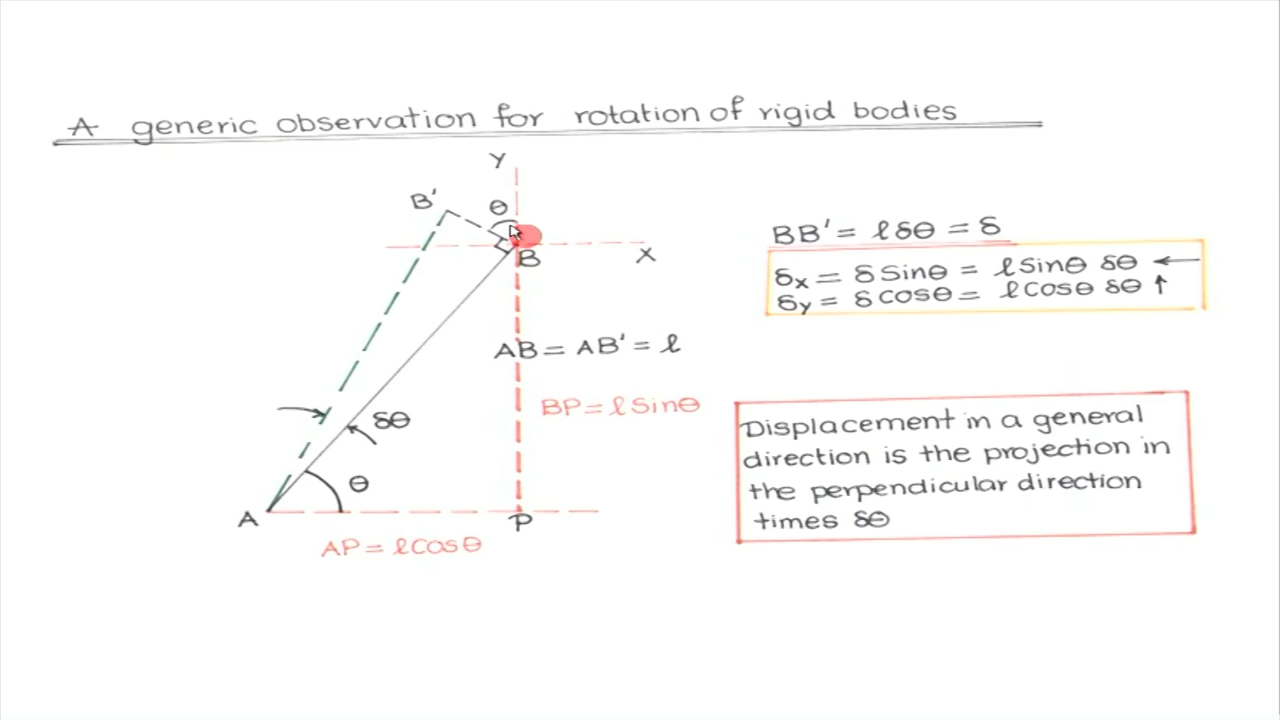 A generic observation for rotation of rigid bodies
Y
B'
θ
B
X
BB' = ℓδθ = δ
δx = δ sinθ = ℓ sinθ δθ ←
δy = δ cosθ = ℓ cosθ δθ ↑
AB = AB' = ℓ
BP = ℓ sinθ
δθ
θ
A
P
AP = ℓ cosθ
Displacement in a general
direction is the projection in
the perpendicular direction
times δθ